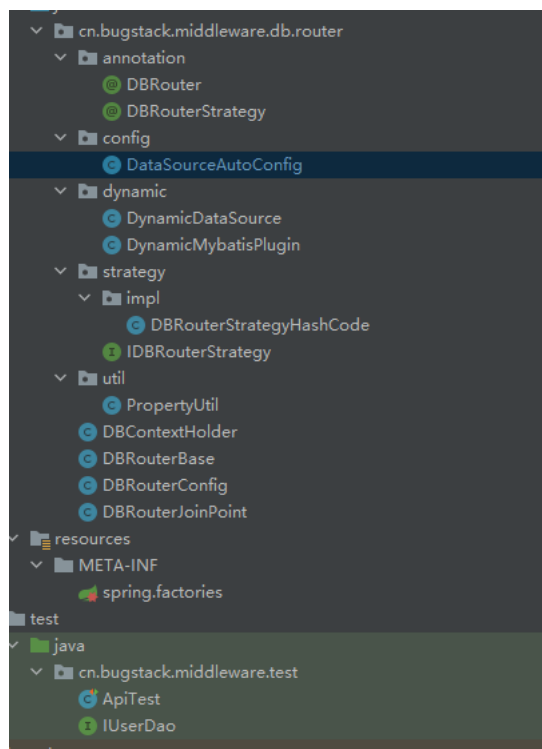 cn.bugstack.middleware.db.router
annotation
DBRouter
DBRouterStrategy
config
DataSourceAutoConfig
dynamic
DynamicDataSource
DynamicMybatisPlugin
strategy
impl
DBRouterStrategyHashCode
IDBRouterStrategy
util
PropertyUtil
DBContextHolder
DBRouterBase
DBRouterConfig
DBRouterJoinPoint
resources
META-INF
spring.factories
test
java
cn.bugstack.middleware.test
ApiTest
IUserDao